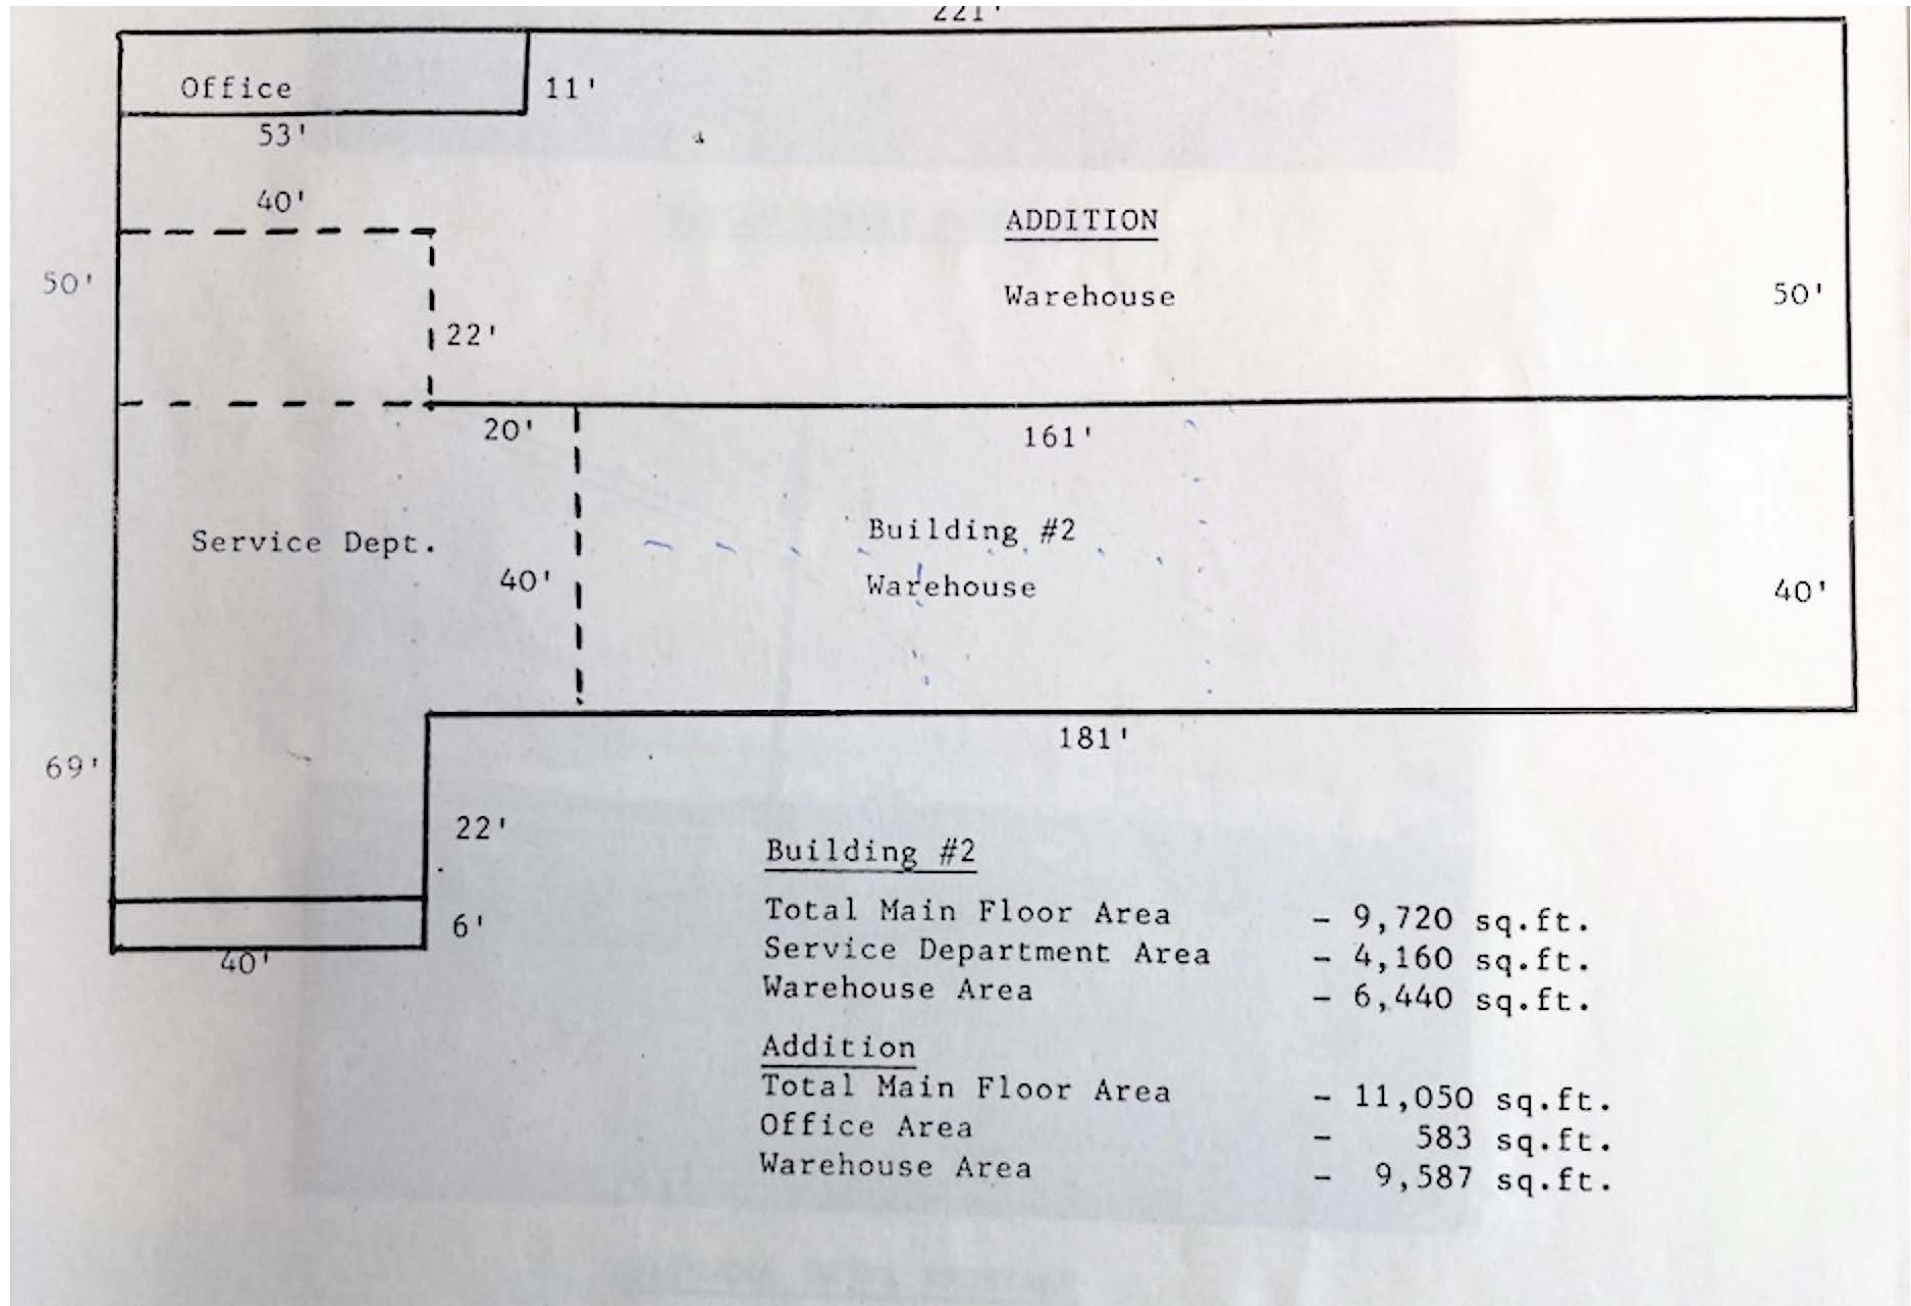 221'
Office
11'
53'
40'
ADDITION
50'
Warehouse
50'
22'
20'
161'
Building #2
Service Dept.
40'
Warehouse
40'
181'
69'
22'
6'
40'
Building #2
Total Main Floor Area - 9,720 sq.ft.
Service Department Area - 4,160 sq.ft.
Warehouse Area - 6,440 sq.ft.
Addition
Total Main Floor Area - 11,050 sq.ft.
Office Area - 583 sq.ft.
Warehouse Area - 9,587 sq.ft.